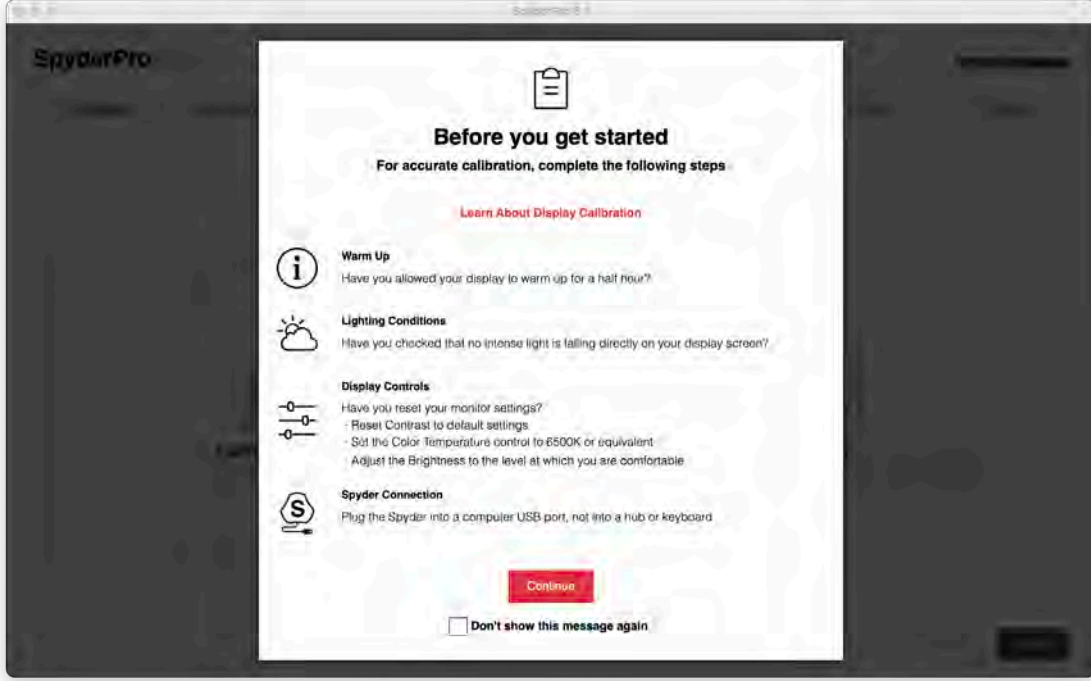 SpyderPro
Before you get started
For accurate calibration, complete the following steps
Learn About Display Calibration
Warm Up
Have you allowed your display to warm up for a half hour?
Lighting Conditions
Have you checked that no intense light is falling directly on your display screen?
Display Controls
Have you reset your monitor settings?
- Reset Contrast to default settings
- Set the Color Temperature control to 6500K or equivalent
- Adjust the Brightness to the level at which you are comfortable
S
Spyder Connection
Plug the Spyder into a computer USB port, not into a hub or keyboard
Continue
Don't show this message again